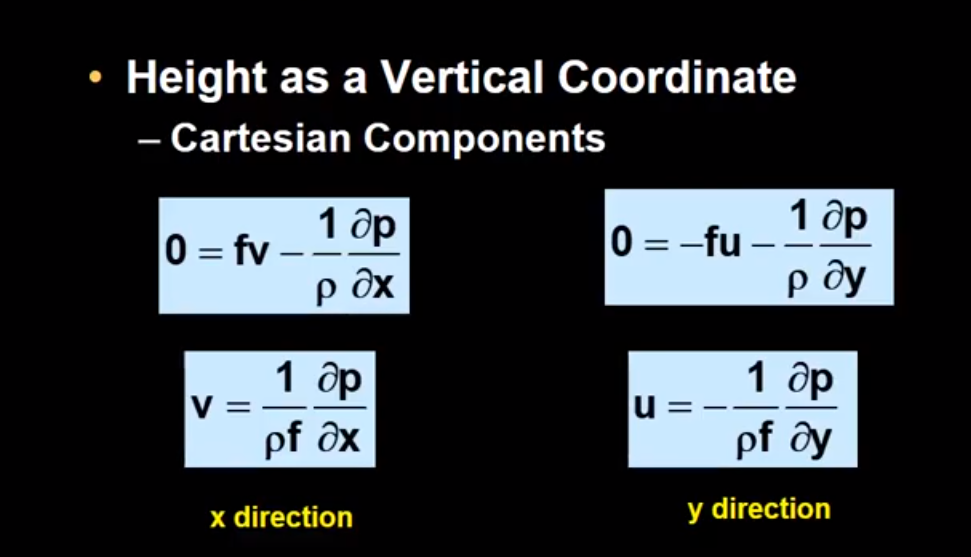 • Height as a Vertical Coordinate
– Cartesian Components
0 = fv − 1/ρ ∂p/∂x
0 = −fu − 1/ρ ∂p/∂y
v = 1/ρf ∂p/∂x
u = − 1/ρf ∂p/∂y
x direction
y direction